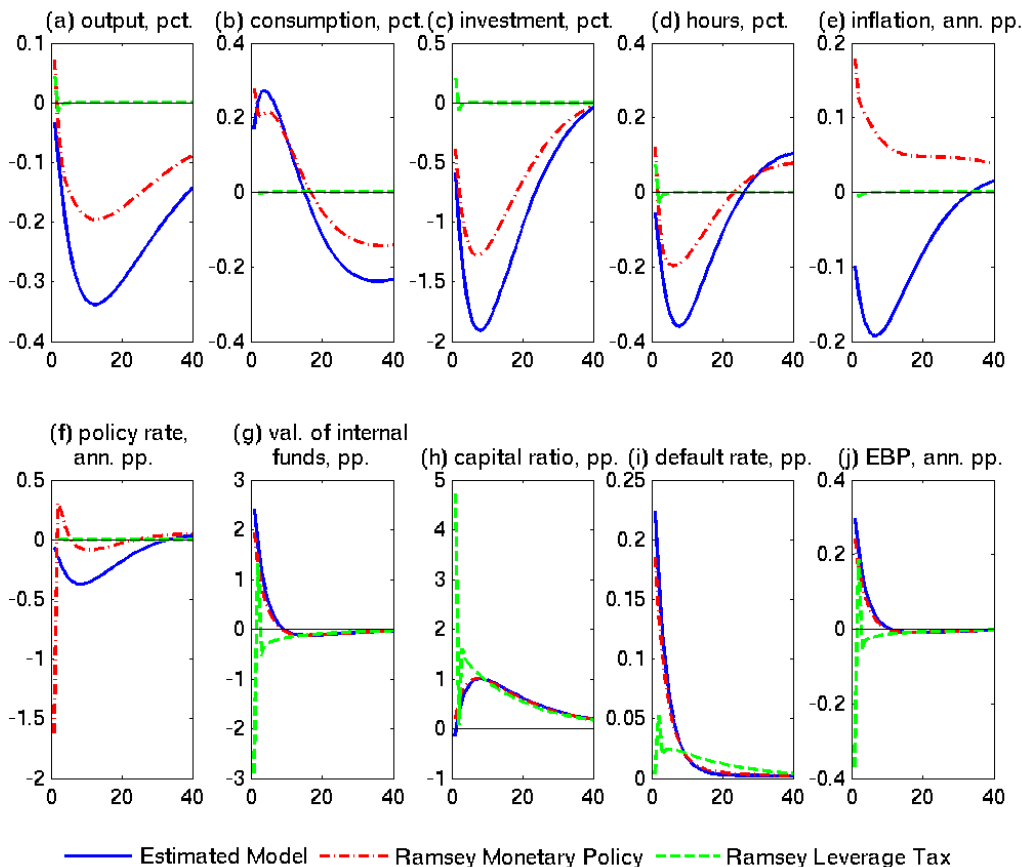 (a) output, pct.
(b) consumption, pct.
(c) investment, pct.
(d) hours, pct.
(e) inflation, ann. pp.
0.1
0
-0.1
-0.2
-0.3
-0.4
0 20 40
0.4
0.2
0
-0.2
-0.4
0 20 40
0.5
0
-0.5
-1
-1.5
-2
0 20 40
0.4
0.2
0
-0.2
-0.4
0 20 40
0.2
0.1
0
-0.1
-0.2
0 20 40
(f) policy rate,
ann. pp.
(g) val. of internal
funds, pp.
(h) capital ratio, pp.
(i) default rate, pp.
(j) EBP, ann. pp.
0.5
0
-0.5
-1
-1.5
-2
0 20 40
3
2
1
0
-1
-2
-3
0 20 40
5
4
3
2
1
0
-1
0 20 40
0.25
0.2
0.15
0.1
0.05
0
0 20 40
0.4
0.2
0
-0.2
-0.4
0 20 40
Estimated Model
Ramsey Monetary Policy
Ramsey Leverage Tax